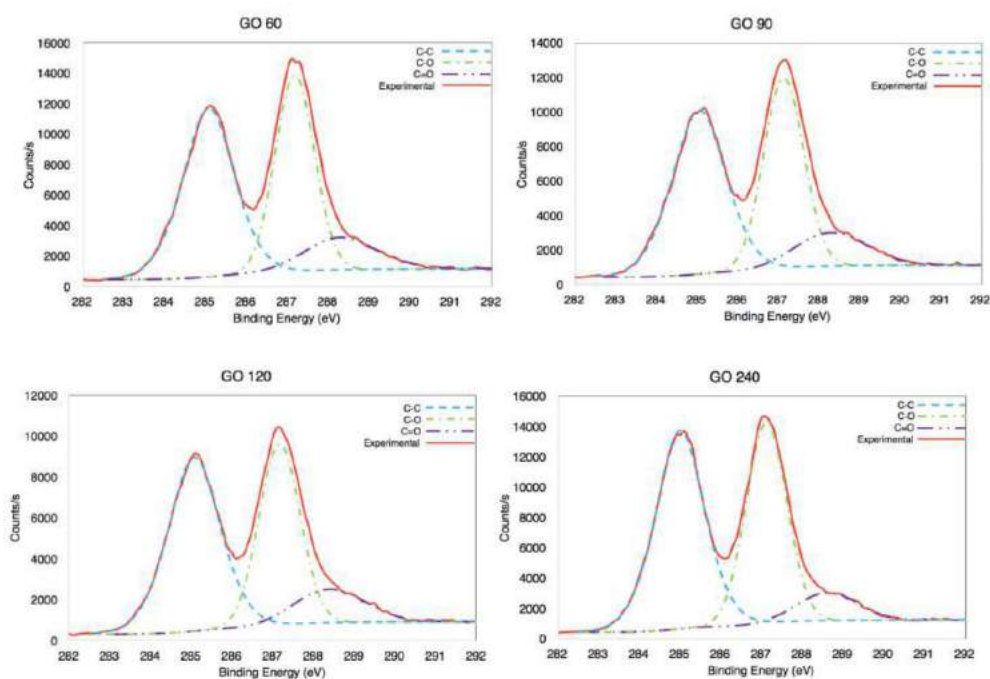 GO 60
16000
14000
12000
10000
8000
6000
4000
2000
0
Counts/s
C-C
C-O
C=O
Experimental
282 283 284 285 286 287 288 289 290 291 292
Binding Energy (eV)
GO 90
14000
12000
10000
8000
6000
4000
2000
0
Counts/s
C-C
C-O
C=O
Experimental
282 283 284 285 286 287 288 289 290 291 292
Binding Energy (eV)
GO 120
12000
10000
8000
6000
4000
2000
0
Counts/s
C-C
C-O
C=O
Experimental
282 283 284 285 286 287 288 289 290 291 292
Binding Energy (eV)
GO 240
16000
14000
12000
10000
8000
6000
4000
2000
0
Counts/s
C-C
C-O
C=O
Experimental
282 283 284 285 286 287 288 289 290 291 292
Binding Energy (eV)